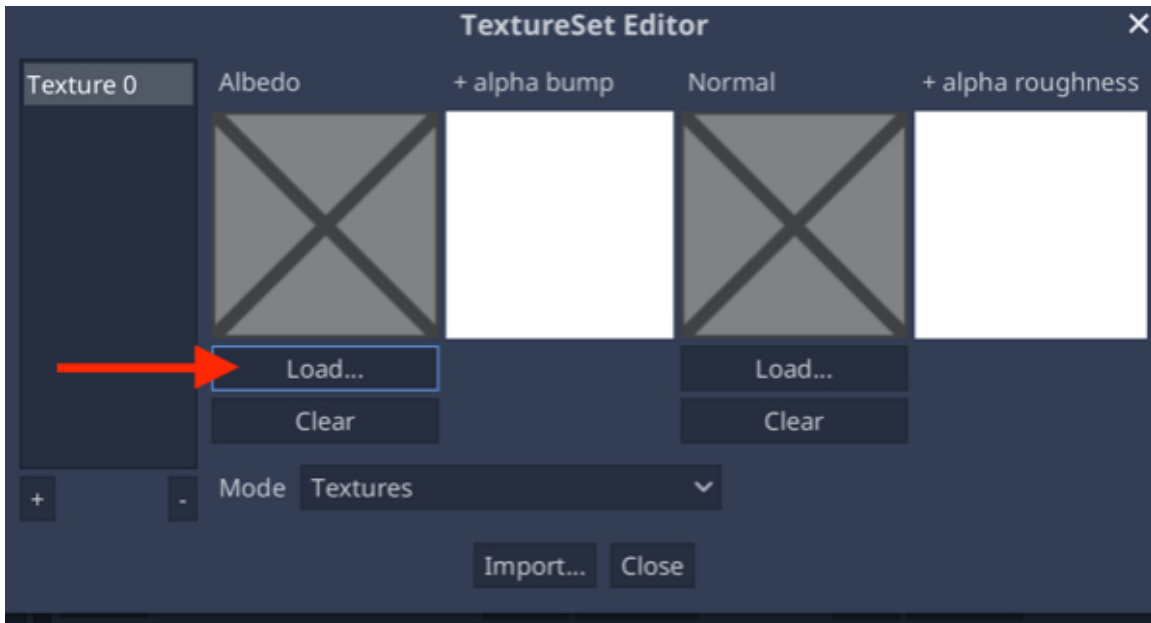 TextureSet Editor
Texture 0
Albedo
+ alpha bump
Normal
+ alpha roughness
Load...
Load...
Clear
Clear
+
-
Mode
Textures
Import...
Close